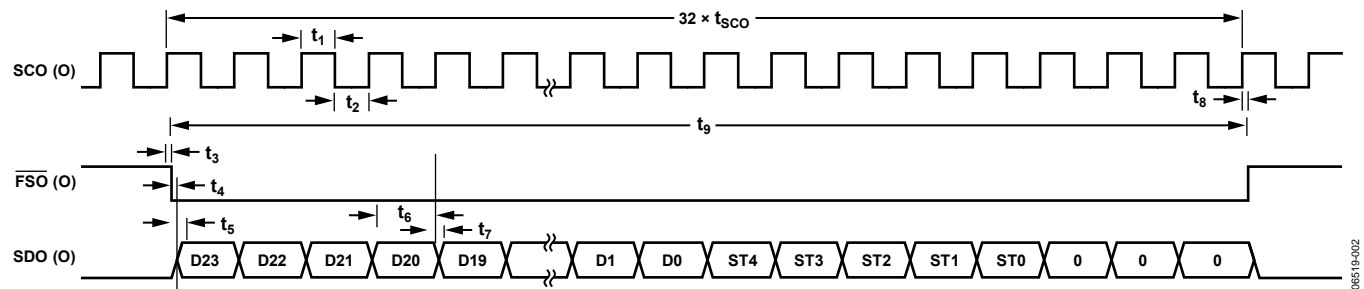 32 × tSCO
t1
SCO (O)
t2
t8
t9
t3
FSO (O)
t4
t6
t5
t7
SDO (O)
D23 D22 D21 D20 D19 D1 D0 ST4 ST3 ST2 ST1 ST0 0 0 0
06519-002